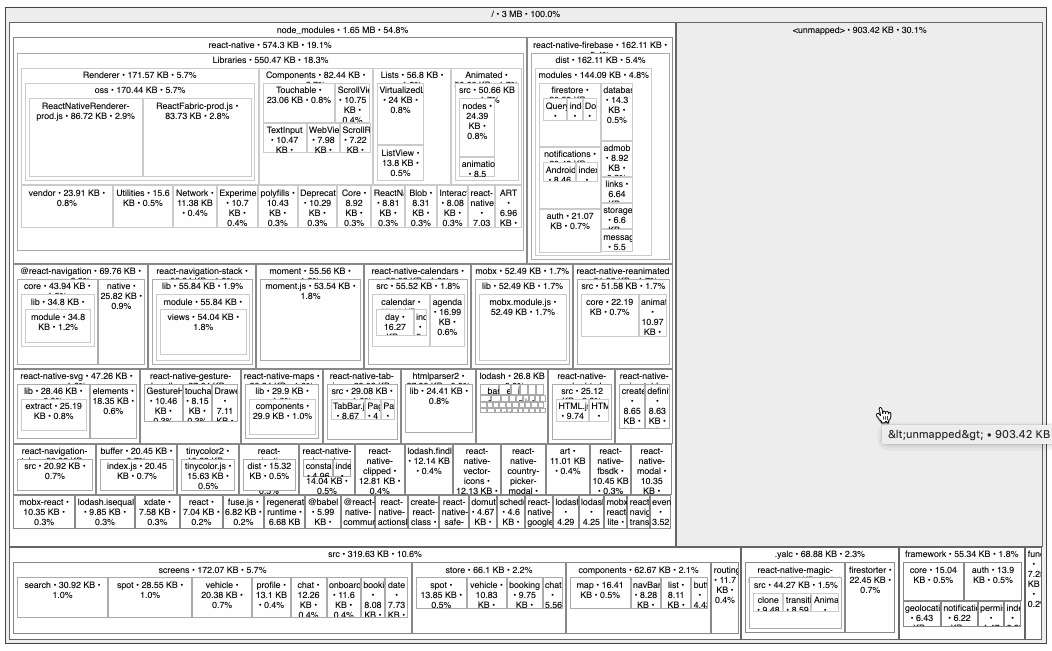 / • 3 MB • 100.0%
node_modules • 1.65 MB • 54.8%
<unmapped> • 903.42 KB • 30.1%
react-native • 574.3 KB • 19.1%
react-native-firebase • 162.11 KB •
Libraries • 550.47 KB • 18.3%
dist • 162.11 KB • 5.4%
Renderer • 171.57 KB • 5.7%
Components • 82.44 KB •
Lists • 56.8 KB •
Animated •
modules • 144.09 KB • 4.8%
oss • 170.44 KB • 5.7%
Touchable •
23.06 KB • 0.8%
ScrollVi
10.75
KB •
0.4%
VirtualizedL
• 24 KB •
0.8%
src • 50.66
nodes •
24.39
KB •
0.8%
firestore •
databas
• 14.3
KB •
0.5%
ReactNativeRenderer-
prod.js • 86.72 KB • 2.9%
ReactFabric-prod.js •
83.73 KB • 2.8%
Quer
•
ind
•
Do
•
TextInput
• 10.47
KB •
WebVie
• 7.98
KB •
ScrollR
• 7.22
KB •
ListView •
13.8 KB •
0.5%
animatio
• 8.5
notifications •
Android
• 8.46
index
•
admob
• 8.92
KB •
links •
6.64
vendor • 23.91 KB •
0.8%
Utilities • 15.6
KB • 0.5%
Network •
11.38 KB
• 0.4%
Experime
• 10.7
KB •
0.4%
polyfills •
10.43
KB •
0.3%
Deprecat
• 10.29
KB •
0.3%
Core •
8.92
KB •
0.3%
ReactNa
• 8.81
KB •
0.3%
Blob •
8.31
KB •
0.3%
Interac
• 8.08
KB •
0.3%
react-
native-
•
7.03
ART
•
6.96
KB •
auth • 21.07
KB • 0.7%
storage
• 6.6
messag
• 5.5
@react-navigation • 69.76 KB •
react-navigation-stack •
moment • 55.56 KB •
react-native-calendars •
mobx • 52.49 KB • 1.7%
react-native-reanimated
core • 43.94 KB •
native •
25.82 KB •
0.9%
lib • 55.84 KB • 1.9%
moment.js • 53.54 KB •
1.8%
src • 55.52 KB • 1.8%
lib • 52.49 KB • 1.7%
src • 51.58 KB • 1.7%
lib • 34.8 KB •
module • 34.8
KB • 1.2%
module • 55.84 KB •
views • 54.04 KB •
1.8%
calendar •
day •
16.27
ind
•
agenda
• 16.99
KB •
0.6%
mobx.module.js •
52.49 KB • 1.7%
core • 22.19
KB • 0.7%
animat
•
10.97
KB •
react-native-svg • 47.26 KB •
react-native-gesture-
react-native-maps •
react-native-tab-
htmlparser2 •
lodash • 26.8 KB
react-native-
react-native-
lib • 28.46 KB •
extract • 25.19
KB • 0.8%
elements •
18.35 KB •
0.6%
Gesture
• 10.46
KB •
0.3%
toucha
• 8.15
KB •
0.3%
Drawe
•
7.11
KB •
lib • 29.9 KB •
components •
29.9 KB • 1.0%
src • 29.08 KB •
TabBar.j
• 8.67
Pag
• 4
Pa
•
lib • 24.41 KB •
0.8%
src • 25.12
HTML.js
• 9.74
HTM
•
create
•
8.65
KB •
defini
•
8.63
KB •
react-navigation-
src • 20.92 KB •
0.7%
buffer • 20.45 KB •
index.js • 20.45
KB • 0.7%
tinycolor2 •
tinycolor.js •
15.63 KB •
0.5%
react-
dist • 15.32
KB • 0.5%
react-native-
consta
inde
14.04 KB •
0.5%
react-
native-
clipped •
12.81 KB •
0.4%
lodash.findI
• 12.14 KB
• 0.4%
react-
native-
vector-
icons •
12.13 KB •
react-
native-
country-
picker-
modal •
art •
11.01 KB
• 0.4%
react-
native-
fbsdk •
10.45 KB
• 0.3%
react-
native-
modal •
10.35
KB •
mobx-react •
10.35 KB •
0.3%
lodash.isequal
• 9.85 KB •
0.3%
xdate •
7.58 KB •
0.3%
react •
7.04 KB
• 0.2%
fuse.js •
6.82 KB
• 0.2%
regenerat
runtime •
6.68 KB
@babel
• 5.99
KB •
@react-
native-
commun
react-
native-
actions
create-
react-
class •
react-
native-
safe-
domut
• 4.67
KB •
sched
• 4.6
KB •
react-
native-
google
lodas
•
4.29
lodas
•
4.25
mobx
react
lite •
react-
navig
trans
even
•
3.52
src • 319.63 KB • 10.6%
.yalc • 68.88 KB • 2.3%
framework • 55.34 KB • 1.8%
func
•
7.25
KB
•
0.2%
screens • 172.07 KB • 5.7%
store • 66.1 KB • 2.2%
components • 62.67 KB • 2.1%
routing
• 11.7
KB •
0.4%
react-native-magic-
firestorter •
22.45 KB •
0.7%
core • 15.04
KB • 0.5%
auth • 13.9
KB • 0.5%
search • 30.92 KB •
1.0%
spot • 28.55 KB •
1.0%
vehicle •
20.38 KB •
0.7%
profile •
13.1 KB
• 0.4%
chat •
12.26
KB •
0.4%
onboard
• 11.6
KB •
0.4%
booki
•
8.08
KB •
date
•
7.73
KB •
spot •
13.85 KB •
0.5%
vehicle •
10.83
KB •
booking
• 9.75
KB •
chat
•
5.56
map • 16.41
KB • 0.5%
navBar
• 8.28
KB •
list •
8.11
KB •
butt
•
4.43
src • 44.27 KB • 1.5%
clone
• 9.48
transiti
• 8.59
Anima
•
geolocati
• 6.43
notificati
• 6.22
permi
•
inde
•
&lt;unmapped&gt; • 903.42 KB